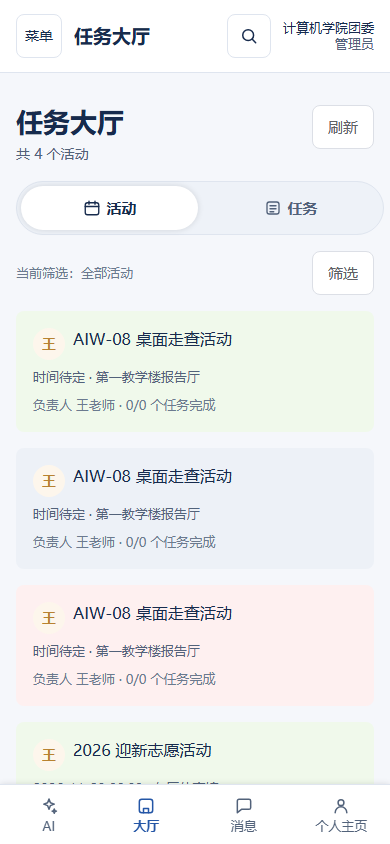 菜单
任务大厅
计算机学院团委
管理员
任务大厅
共 4 个活动
刷新
活动
任务
当前筛选：全部活动
筛选
王
AIW-08 桌面走查活动
时间待定 · 第一教学楼报告厅
负责人 王老师 · 0/0 个任务完成
王
AIW-08 桌面走查活动
时间待定 · 第一教学楼报告厅
负责人 王老师 · 0/0 个任务完成
王
AIW-08 桌面走查活动
时间待定 · 第一教学楼报告厅
负责人 王老师 · 0/0 个任务完成
王
2026 迎新志愿活动
AI
大厅
消息
个人主页